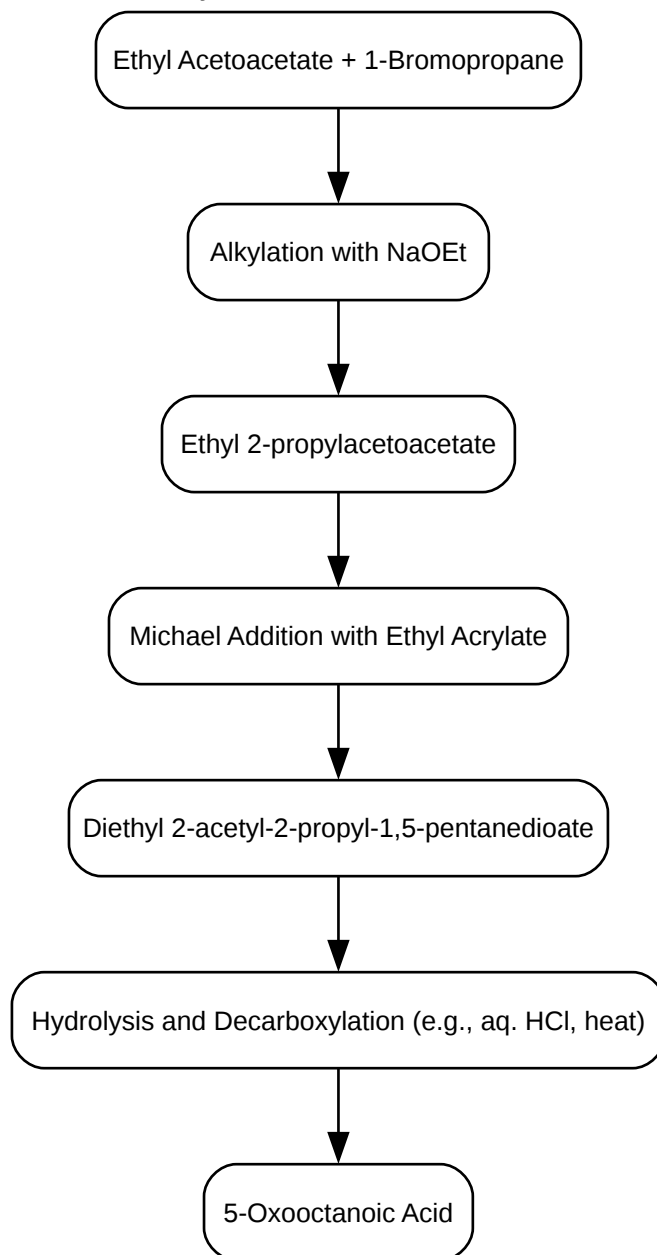 Ethyl Acetoacetate + 1-Bromopropane
Alkylation with NaOEt
Ethyl 2-propylacetoacetate
Michael Addition with Ethyl Acrylate
Diethyl 2-acetyl-2-propyl-1,5-pentanedioate
Hydrolysis and Decarboxylation (e.g., aq. HCl, heat)
5-Oxooctanoic Acid